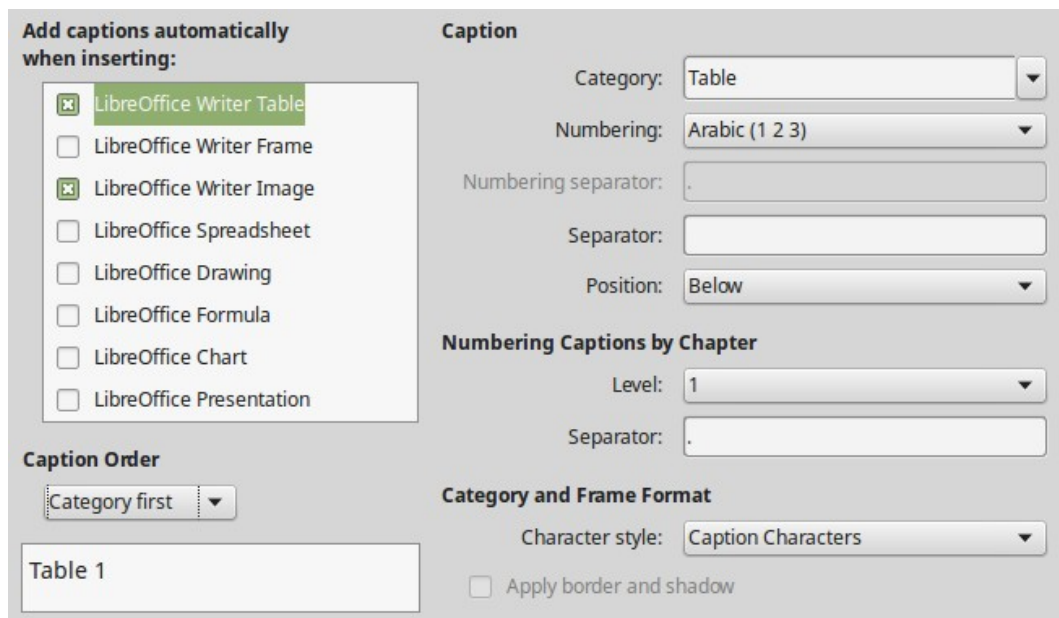 Add captions automatically
when inserting:
LibreOffice Writer Table
LibreOffice Writer Frame
LibreOffice Writer Image
LibreOffice Spreadsheet
LibreOffice Drawing
LibreOffice Formula
LibreOffice Chart
LibreOffice Presentation
Caption Order
Category first
Table 1
Caption
Category: Table
Numbering: Arabic (1 2 3)
Numbering separator: .
Separator:
Position: Below
Numbering Captions by Chapter
Level: 1
Separator: .
Category and Frame Format
Character style: Caption Characters
Apply border and shadow